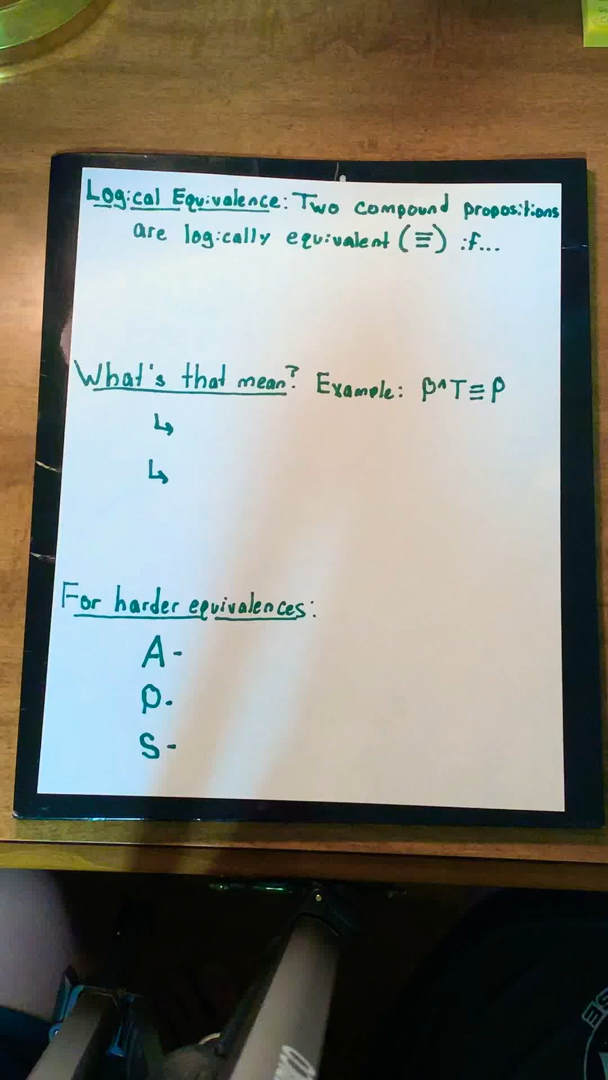 Logical Equivalence: Two compound propositions
are logically equivalent (≡) if...
What's that mean? Example: p^T≡p
↳
↳
For harder equivalences:
A-
P-
S-